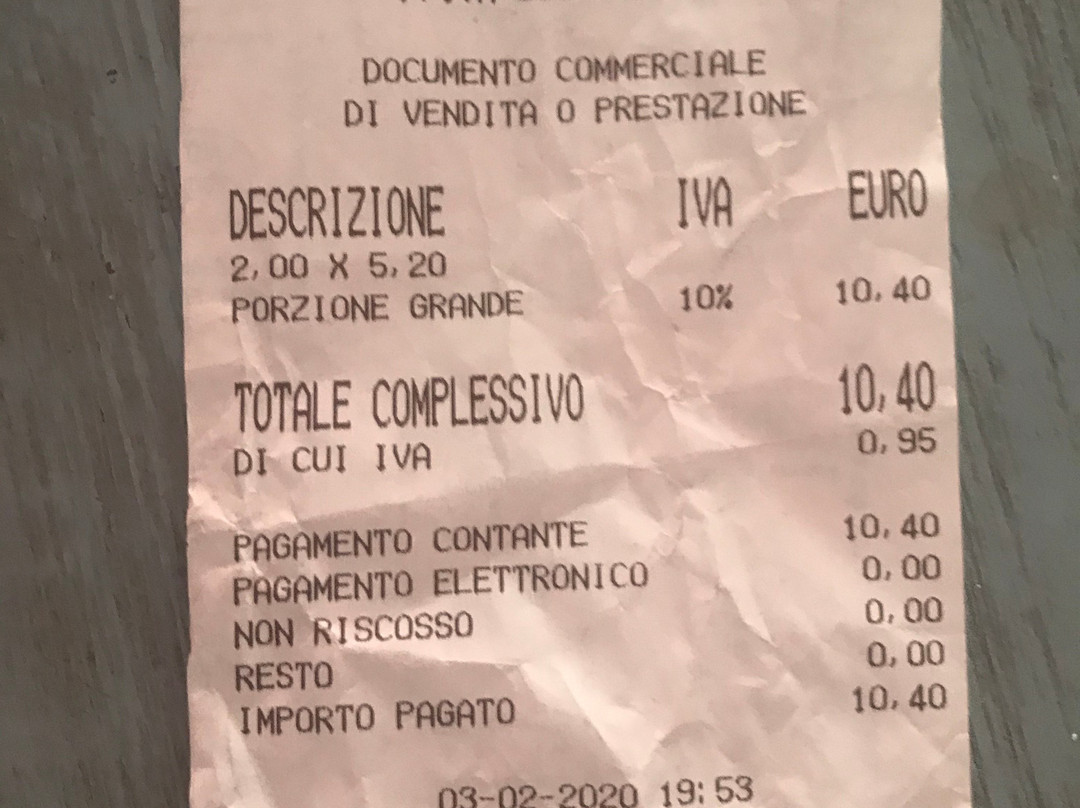 DOCUMENTO COMMERCIALE
DI VENDITA O PRESTAZIONE
DESCRIZIONE IVA EURO
2,00 X 5,20
PORZIONE GRANDE 10% 10,40
TOTALE COMPLESSIVO 10,40
DI CUI IVA 0,95
PAGAMENTO CONTANTE 10,40
PAGAMENTO ELETTRONICO 0,00
NON RISCOSSO 0,00
RESTO 0,00
IMPORTO PAGATO 10,40
03-02-2020 19:53